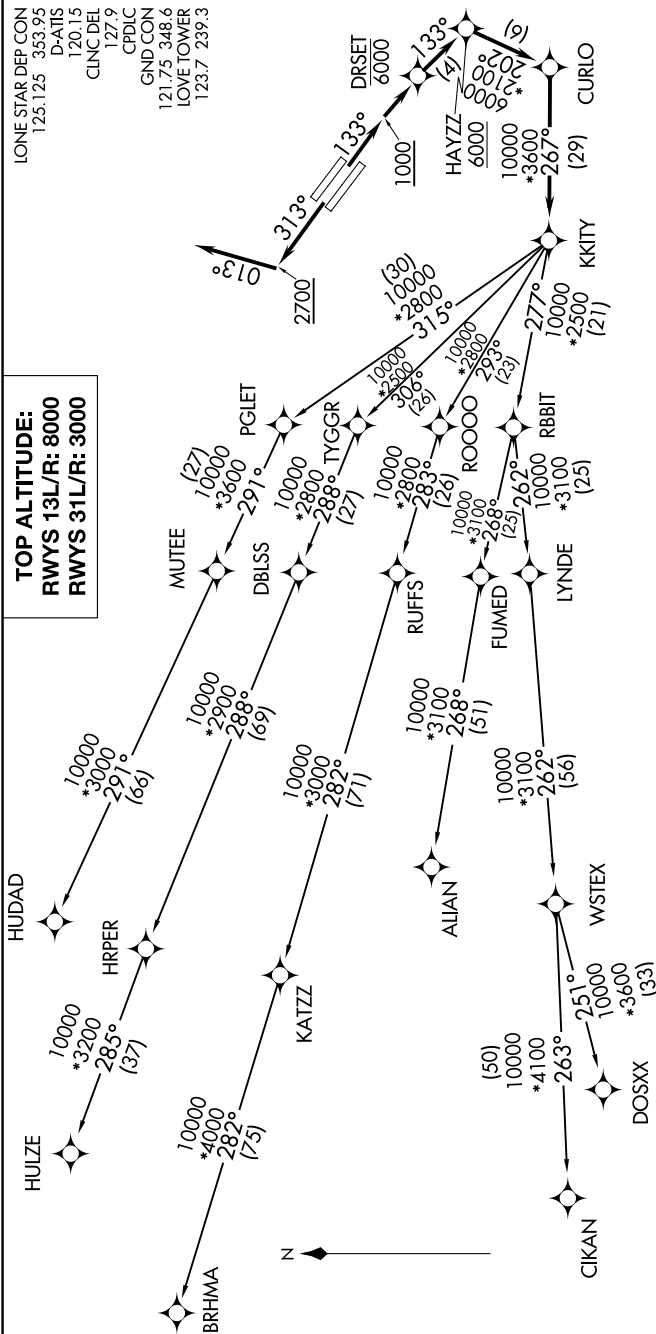 LONE STAR DEP CON
125.125 353.95
D-ATIS
120.15
CLNC DEL
127.9
CPDLC
GND CON
121.75 348.6
LOVE TOWER
123.7 239.3
TOP ALTITUDE:
RWYS 13L/R: 8000
RWYS 31L/R: 3000
013°
2700
313°
133°
1000
DRSET
6000
133°
(4)
HAYZZ
6000
(6)
202°
*2100
6000
CURLO
10000
*3600
267°
(29)
KKITY
(30)
10000
*2800
315°
10000
*2500
306°
(26)
10000
*2800
293°
(23)
277°
10000
*2500
(21)
PGLET
TYGGR
ROOOO
RBBIT
(27)
10000
*3600
291°
10000
*2800
288°
(27)
10000
*2800
283°
(26)
10000
*3100
268°
(25)
262°
10000
*3100
(25)
MUTEE
DBLSS
RUFFS
FUMED
LYNDE
10000
*3000
291°
(66)
10000
*2900
288°
(69)
10000
*3000
282°
(71)
10000
*3100
268°
(51)
10000
*3100
262°
(56)
HUDAD
HRPER
KATZZ
ALIAN
WSTEX
10000
*3200
285°
(37)
10000
*4000
282°
(75)
(50)
10000
*4100
263°
251°
10000
*3600
(33)
HULZE
BRHMA
CIKAN
DOSXX
N